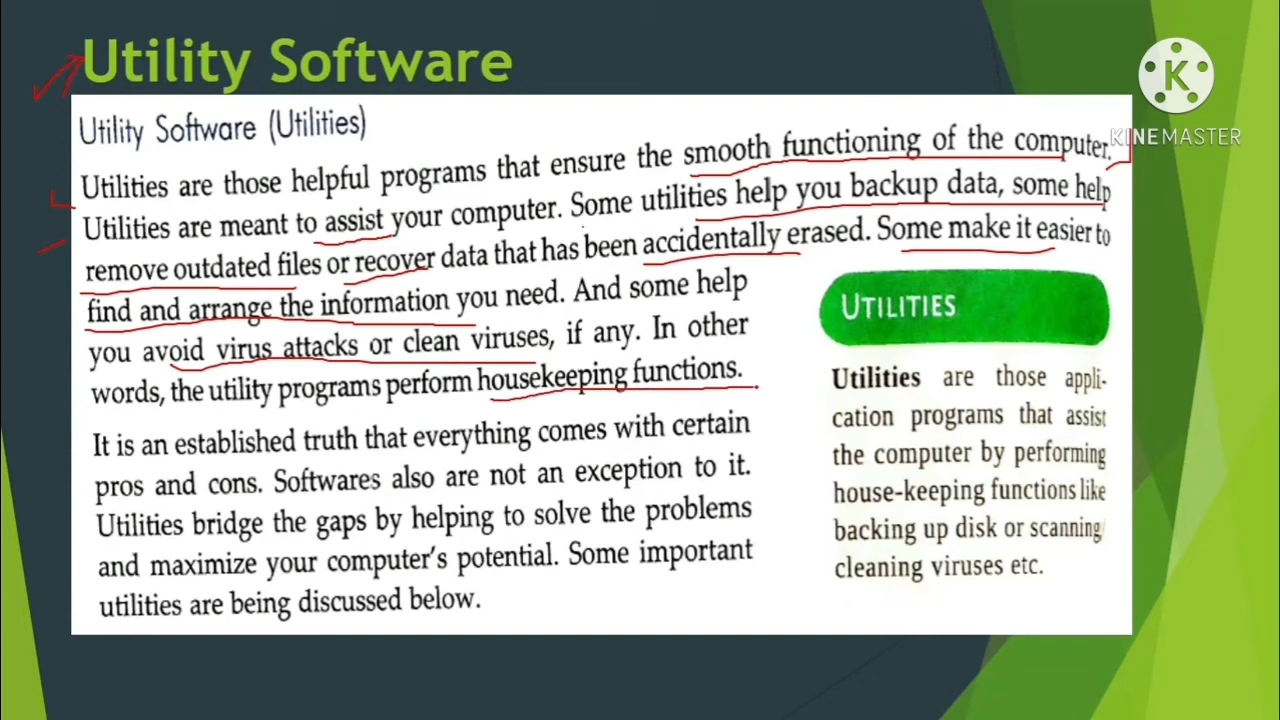 Utility Software
K
KINEMASTER
Utility Software (Utilities)
Utilities are those helpful programs that ensure the smooth functioning of the computer.
Utilities are meant to assist your computer. Some utilities help you backup data, some help
remove outdated files or recover data that has been accidentally erased. Some make it easier to
find and arrange the information you need. And some help
you avoid virus attacks or clean viruses, if any. In other
words, the utility programs perform housekeeping functions.
It is an established truth that everything comes with certain
pros and cons. Softwares also are not an exception to it.
Utilities bridge the gaps by helping to solve the problems
and maximize your computer's potential. Some important
utilities are being discussed below.
UTILITIES
Utilities are those appli-
cation programs that assist
the computer by performing
house-keeping functions like
backing up disk or scanning/
cleaning viruses etc.